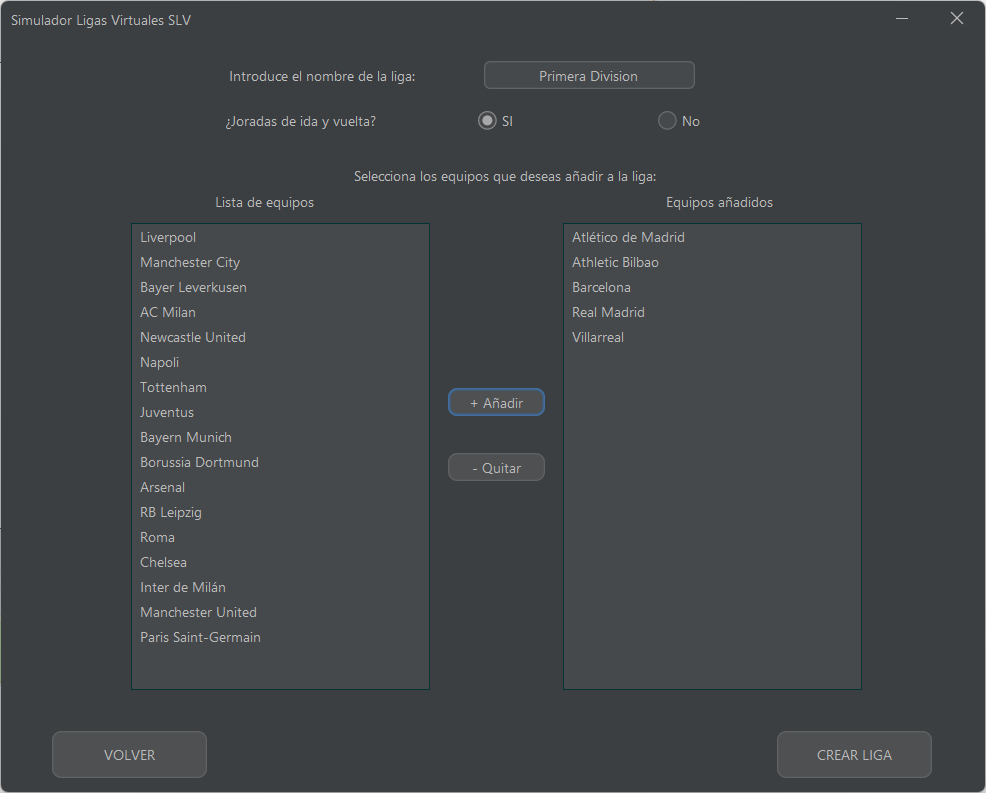 Simulador Ligas Virtuales SLV
Introduce el nombre de la liga: Primera Division
¿Joradas de ida y vuelta? SI No
Selecciona los equipos que deseas añadir a la liga:
Lista de equipos
Liverpool
Manchester City
Bayer Leverkusen
AC Milan
Newcastle United
Napoli
Tottenham
Juventus
Bayern Munich
Borussia Dortmund
Arsenal
RB Leipzig
Roma
Chelsea
Inter de Milán
Manchester United
Paris Saint-Germain
+ Añadir
- Quitar
Equipos añadidos
Atlético de Madrid
Athletic Bilbao
Barcelona
Real Madrid
Villarreal
VOLVER
CREAR LIGA